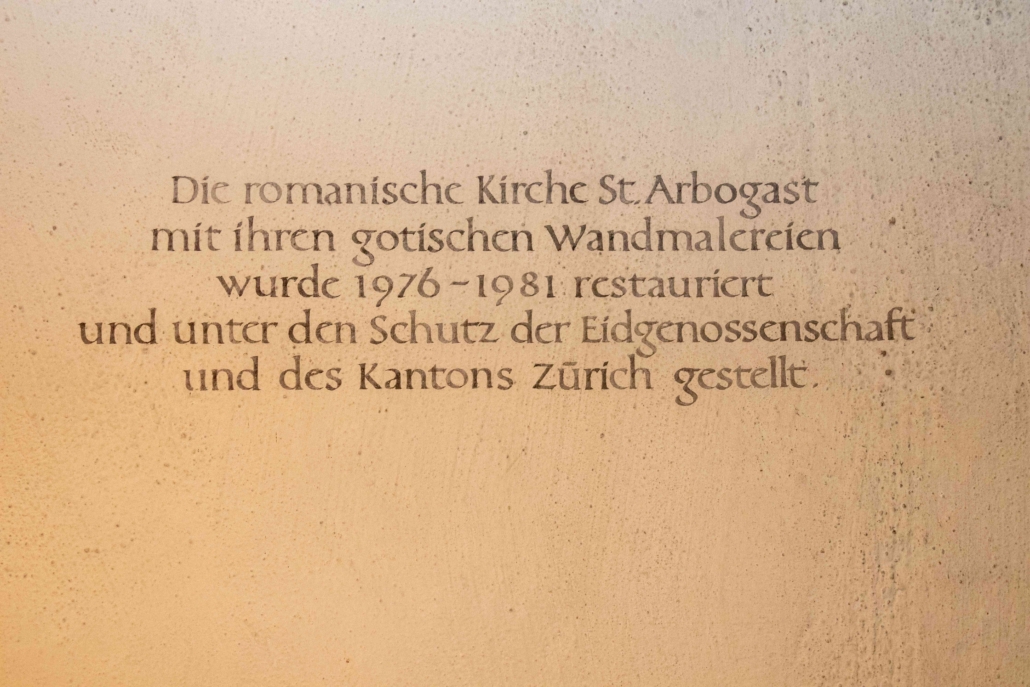 Die romanische Kirche St. Arbogast
mit ihren gotischen Wandmalereien
wurde 1976-1981 restauriert
und unter den Schutz der Eidgenossenschaft
und des Kantons Zürich gestellt.